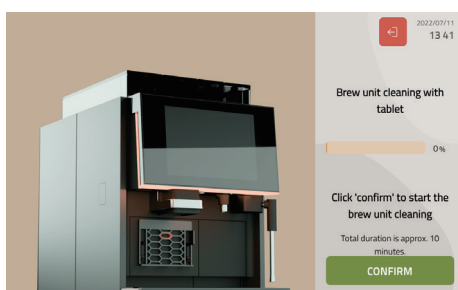 2022/07/11
13 41
Brew unit cleaning with
tablet
0%
Click 'confirm' to start the
brew unit cleaning
Total duration is approx. 10
minutes.
CONFIRM